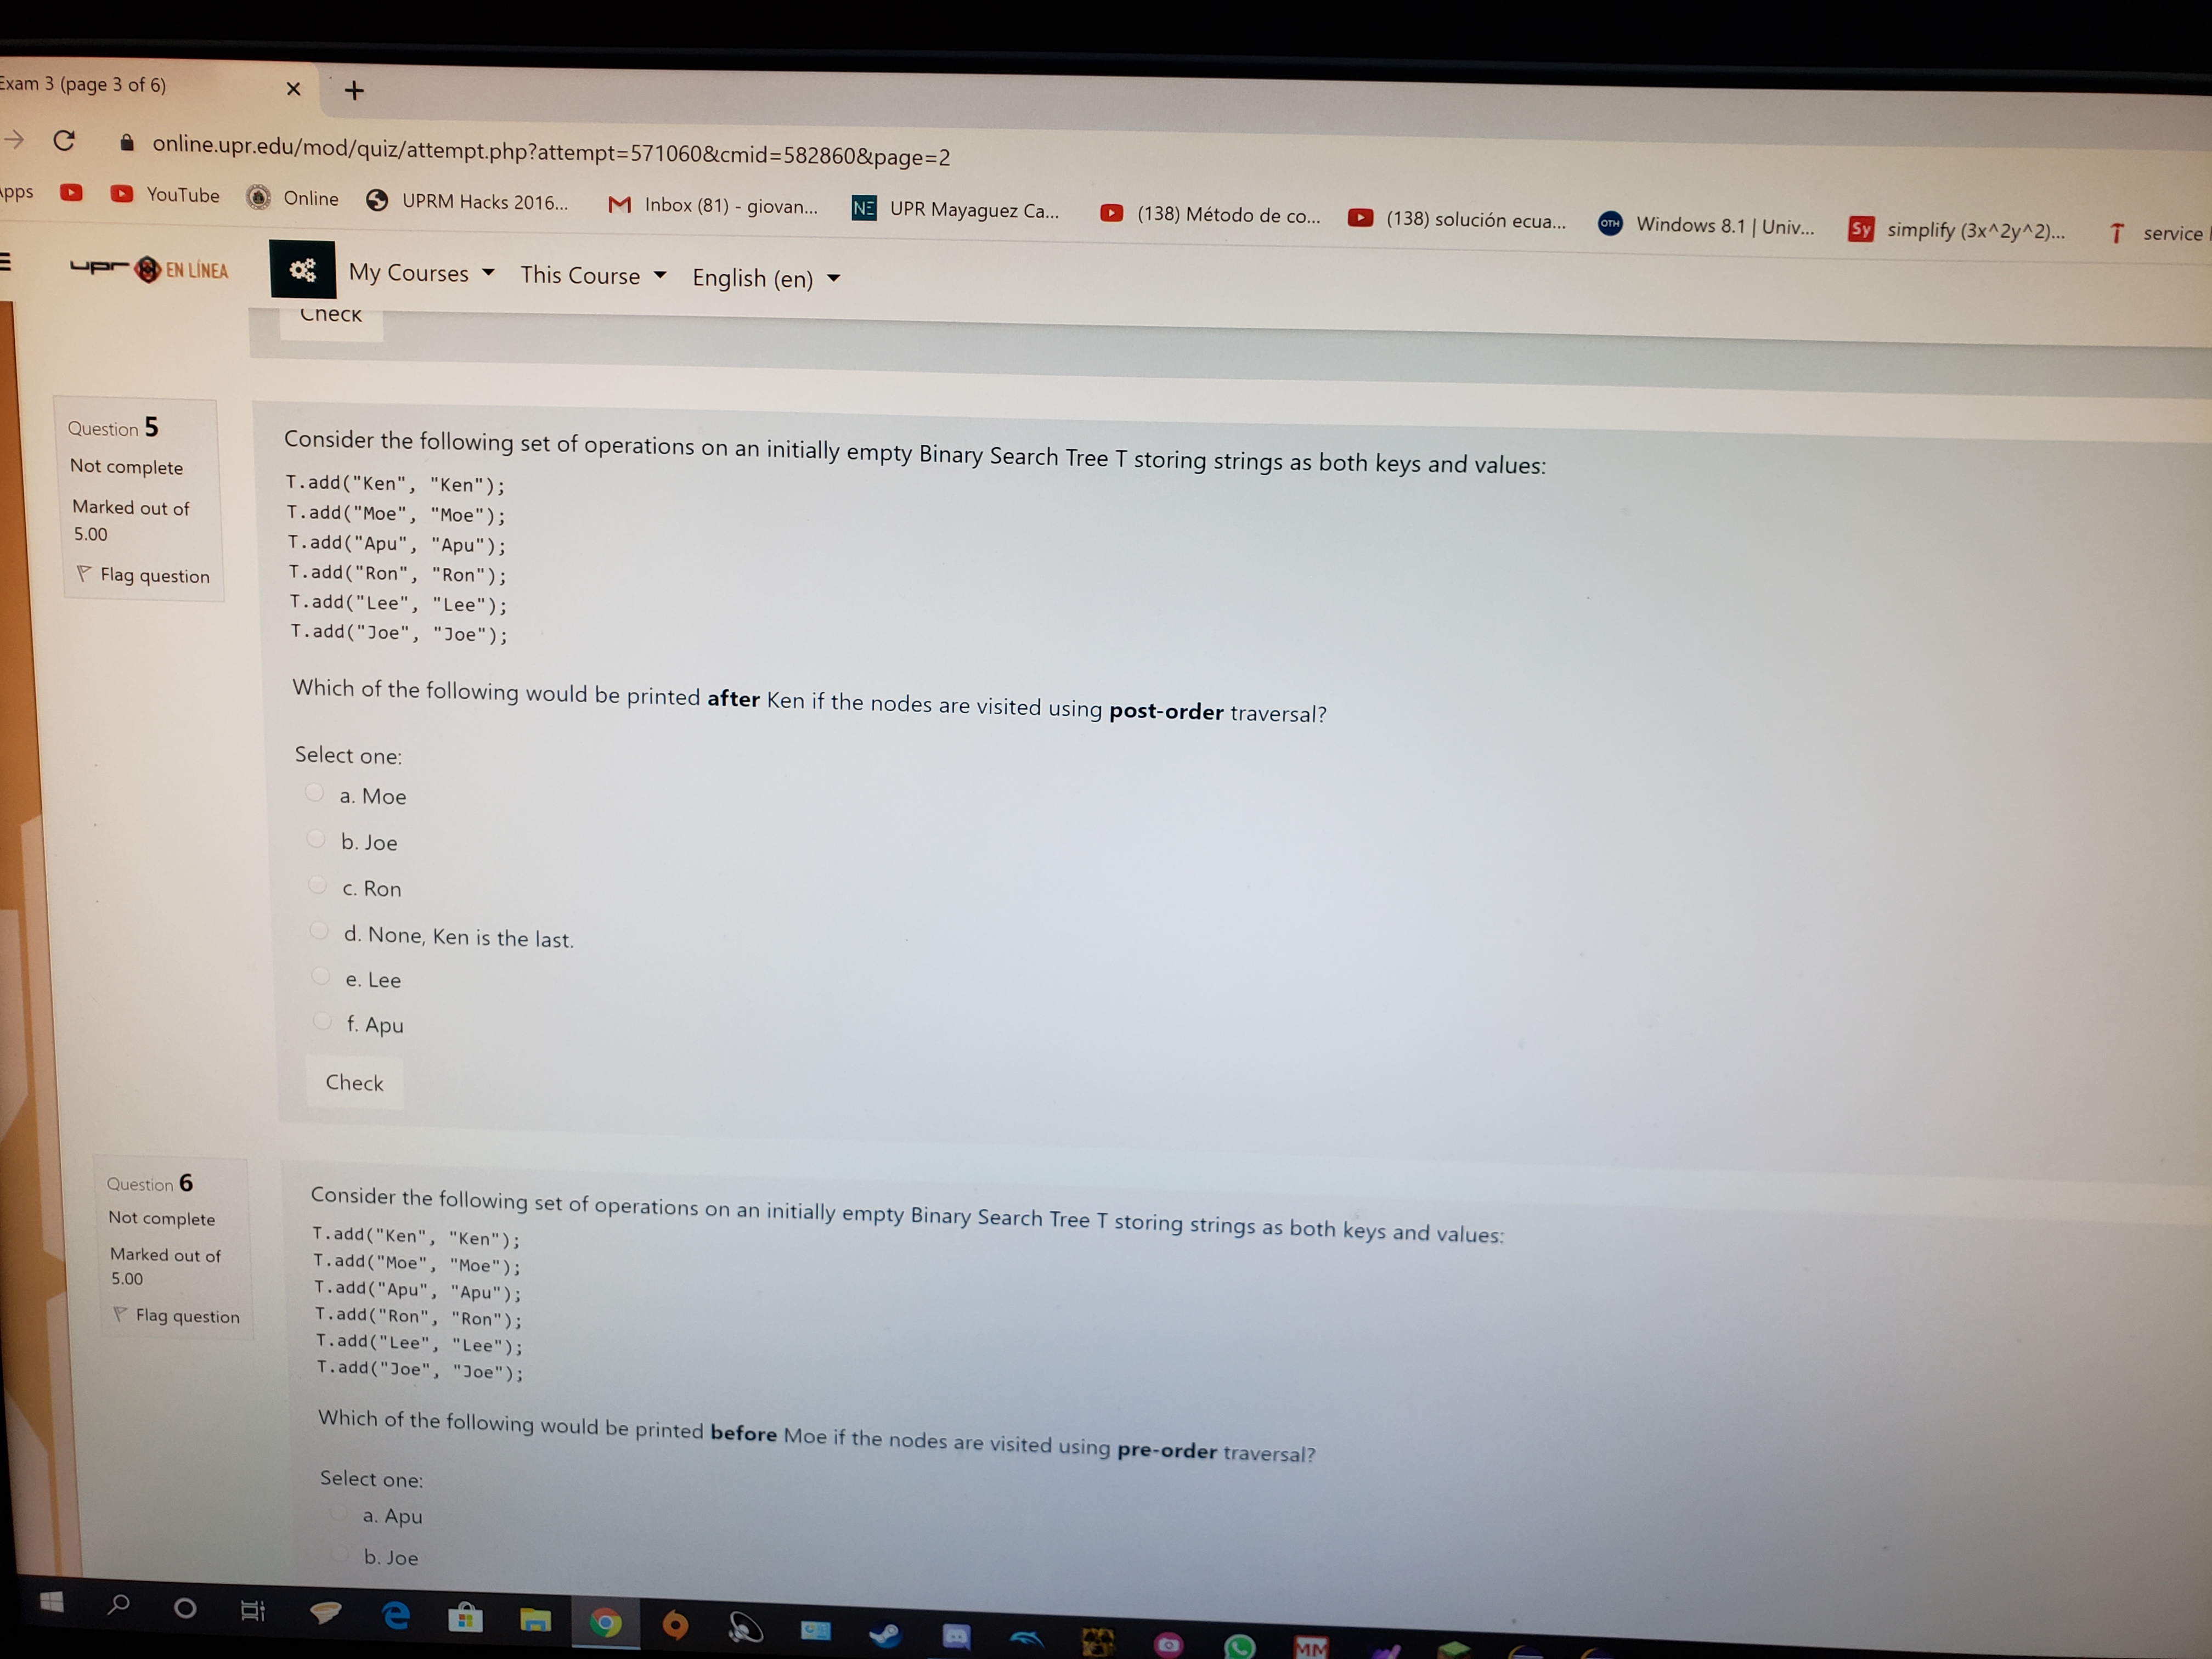 Exam 3 (page 3 of 6)
online.upr.edu/mod/quiz/attempt.php?attempt=571060&cmid=582860&page=2
YouTube Online UPRM Hacks 2016... Inbox (81) - giovan... NE UPR Mayaguez Ca... (138) Método de co... (138) solución ecua... OTH Windows 8.1 | Univ... Sy simplify (3x^2y^2)... T service
upr EN LÍNEA My Courses This Course English (en)
Check
Question 5
Not complete
Marked out of
5.00
Flag question
Consider the following set of operations on an initially empty Binary Search Tree T storing strings as both keys and values:
T.add("Ken", "Ken");
T.add("Moe", "Moe");
T.add("Apu", "Apu");
T.add("Ron", "Ron");
T.add("Lee", "Lee");
T.add("Joe", "Joe");
Which of the following would be printed after Ken if the nodes are visited using post-order traversal?
Select one:
a. Moe
b. Joe
c. Ron
d. None, Ken is the last.
e. Lee
f. Apu
Check
Question 6
Not complete
Marked out of
5.00
Flag question
Consider the following set of operations on an initially empty Binary Search Tree T storing strings as both keys and values:
T.add("Ken", "Ken");
T.add("Moe", "Moe");
T.add("Apu", "Apu");
T.add("Ron", "Ron");
T.add("Lee", "Lee");
T.add("Joe", "Joe");
Which of the following would be printed before Moe if the nodes are visited using pre-order traversal?
Select one:
a. Apu
b. Joe
MM